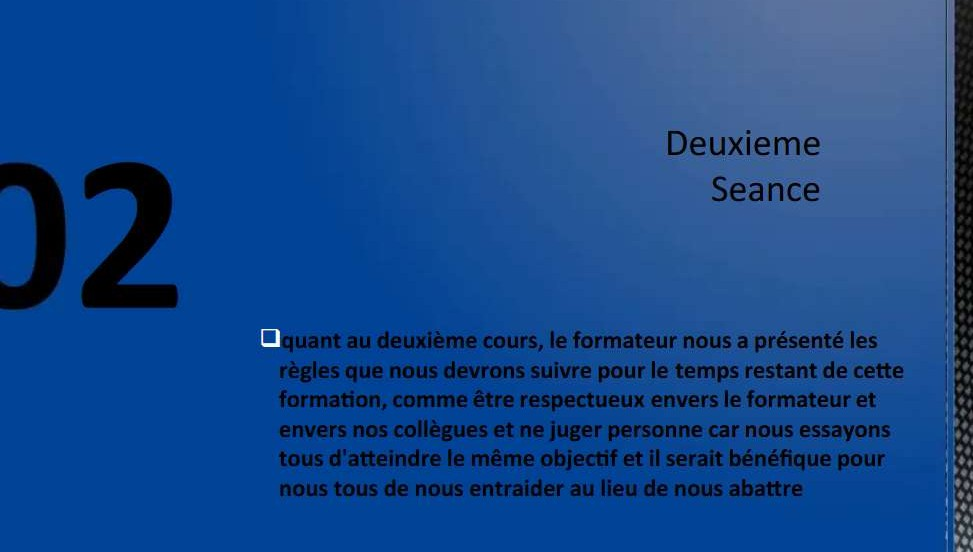 02
Deuxieme
Seance
quant au deuxième cours, le formateur nous a présenté les
règles que nous devrons suivre pour le temps restant de cette
formation, comme être respectueux envers le formateur et
envers nos collègues et ne juger personne car nous essayons
tous d'atteindre le même objectif et il serait bénéfique pour
nous tous de nous entraider au lieu de nous abattre